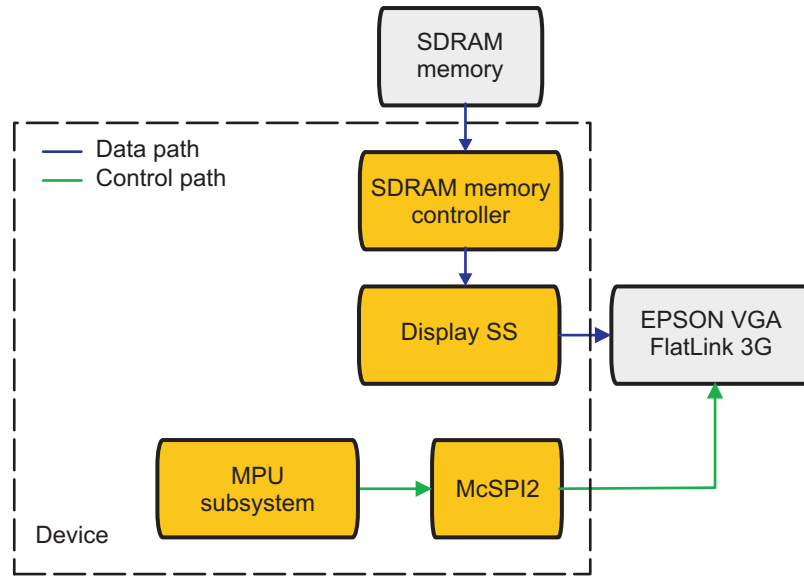 SDRAM
memory
Data path
Control path
SDRAM memory
controller
Display SS
EPSON VGA
FlatLink 3G
MPU
subsystem
McSPI2
Device